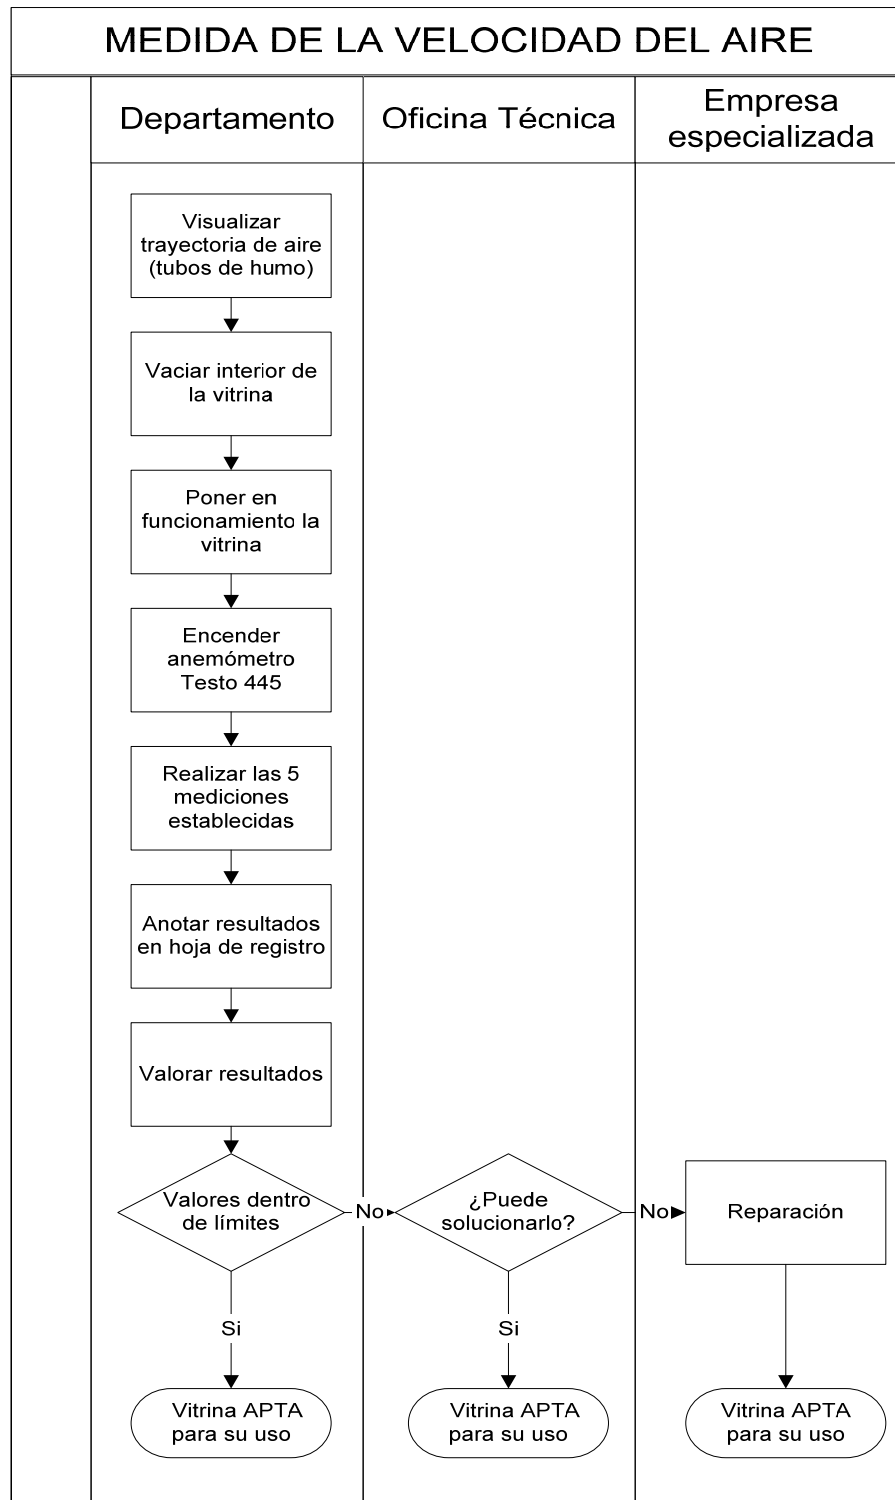 MEDIDA DE LA VELOCIDAD DEL AIRE
Departamento
Oficina Técnica
Empresa
especializada
Visualizar
trayectoria de aire
(tubos de humo)
Vaciar interior de
la vitrina
Poner en
funcionamiento la
vitrina
Encender
anemómetro
Testo 445
Realizar las 5
mediciones
establecidas
Anotar resultados
en hoja de registro
Valorar resultados
Valores dentro
de límites
No
¿Puede
solucionarlo?
No
Reparación
Si
Si
Vitrina APTA
para su uso
Vitrina APTA
para su uso
Vitrina APTA
para su uso